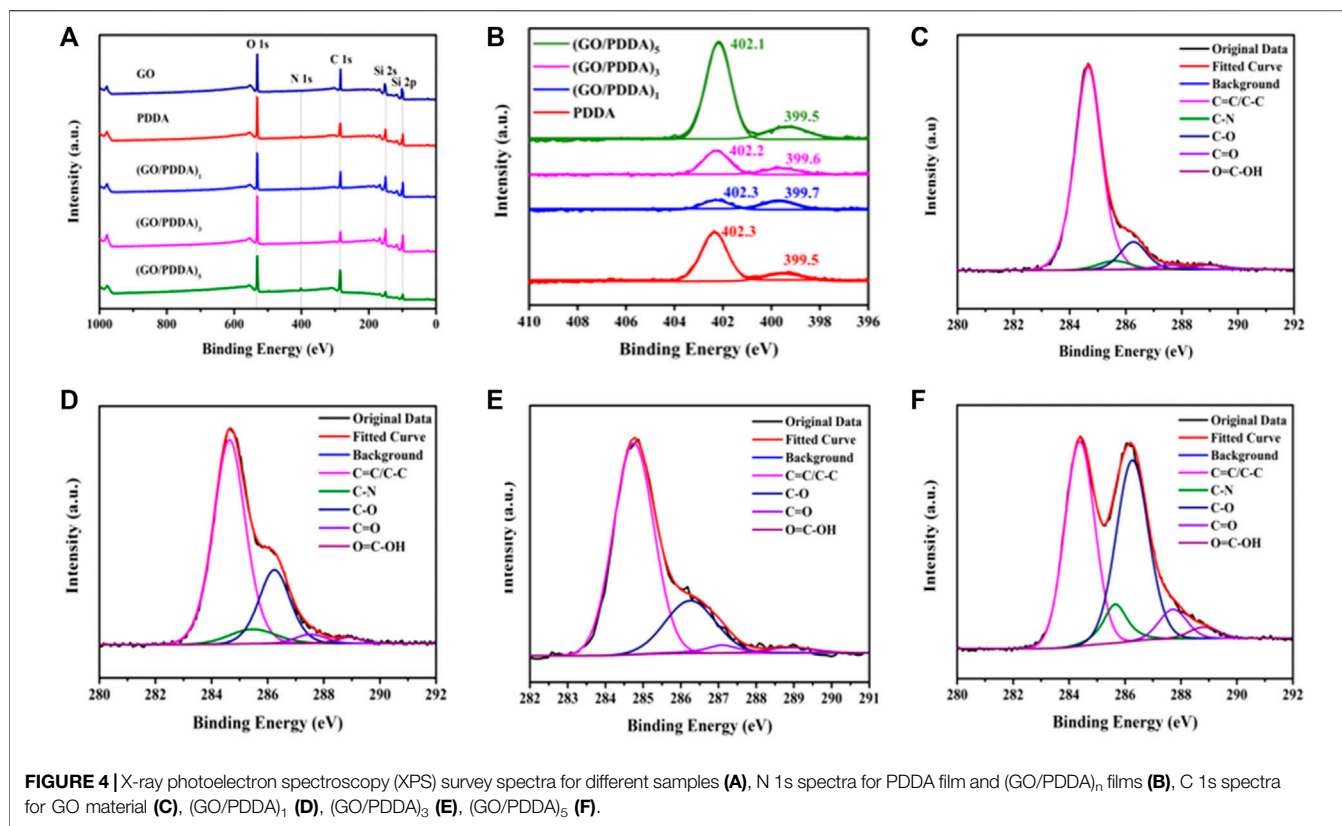 A
O 1s
GO
N 1s
C 1s
Si 2s
Si 2p
PDDA
(GO/PDDA)1
(GO/PDDA)3
(GO/PDDA)5
Intensity (a.u.)
1000 800 600 400 200 0
Binding Energy (eV)
B
(GO/PDDA)5
(GO/PDDA)3
(GO/PDDA)1
PDDA
402.1
399.5
402.2
399.6
402.3
399.7
402.3
399.5
Intensity (a.u.)
410 408 406 404 402 400 398 396
Binding Energy (eV)
C
Original Data
Fitted Curve
Background
C=C/C-C
C-N
C-O
C=O
O=C-OH
Intensity (a.u)
280 282 284 286 288 290 292
Binding Energy (eV)
D
Original Data
Fitted Curve
Background
C=C/C-C
C-N
C-O
C=O
O=C-OH
Intensity (a.u.)
280 282 284 286 288 290 292
Binding Energy (eV)
E
Original Data
Fitted Curve
Background
C=C/C-C
C-O
C=O
O=C-OH
Intensity (a.u.)
282 283 284 285 286 287 288 289 290 291
Binding Energy (eV)
F
Original Data
Fitted Curve
Background
C=C/C-C
C-N
C-O
C=O
O=C-OH
Intensity (a.u.)
280 282 284 286 288 290 292
Binding Energy (eV)
FIGURE 4 | X-ray photoelectron spectroscopy (XPS) survey spectra for different samples (A), N 1s spectra for PDDA film and (GO/PDDA)n films (B), C 1s spectra
for GO material (C), (GO/PDDA)1 (D), (GO/PDDA)3 (E), (GO/PDDA)5 (F).